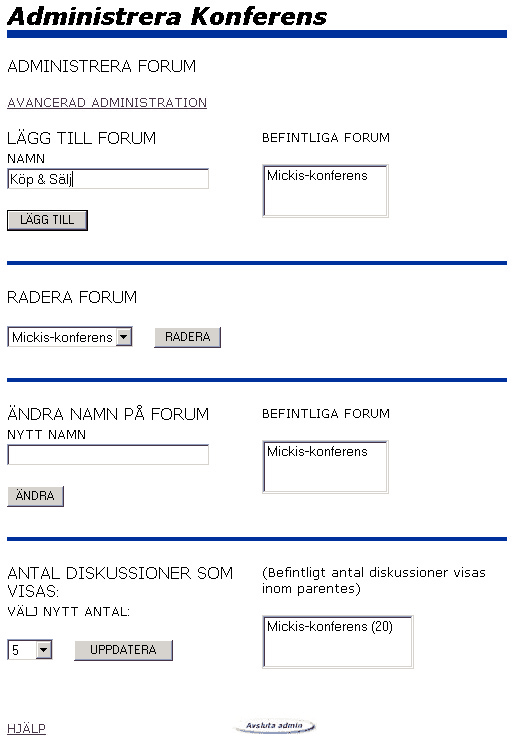 Administrera Konferens
ADMINISTRERA FORUM
AVANCERAD ADMINISTRATION
LÄGG TILL FORUM
NAMN
Köp & Sälj
LÄGG TILL
BEFINTLIGA FORUM
Mickis-konferens
RADERA FORUM
Mickis-konferens
RADERA
ÄNDRA NAMN PÅ FORUM
NYTT NAMN
ÄNDRA
BEFINTLIGA FORUM
Mickis-konferens
ANTAL DISKUSSIONER SOM
VISAS:
VÄLJ NYTT ANTAL:
5
UPPDATERA
(Befintligt antal diskussioner visas
inom parentes)
Mickis-konferens (20)
HJÄLP
Avsluta admin